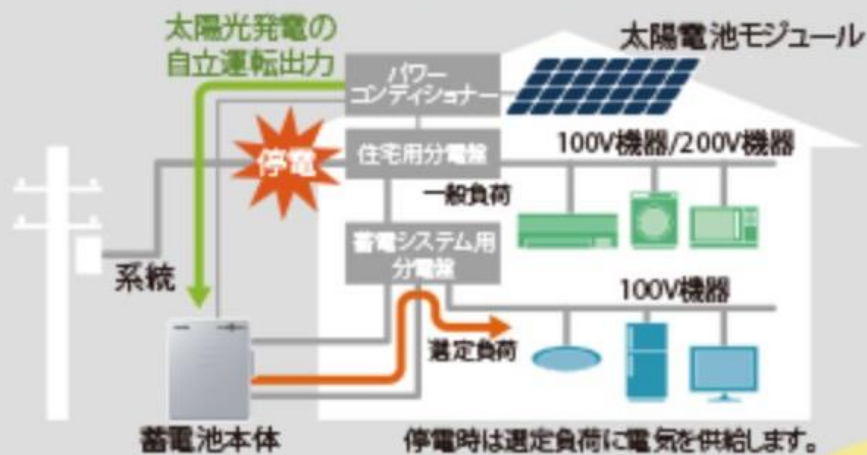 太陽光発電の
自立運転出力
パワー
コンディショナー
太陽電池モジュール
停電
住宅用分電盤
100V機器/200V機器
一般負荷
蓄電システム用
分電盤
系統
100V機器
選定負荷
蓄電池本体
停電時は選定負荷に電気を供給します。